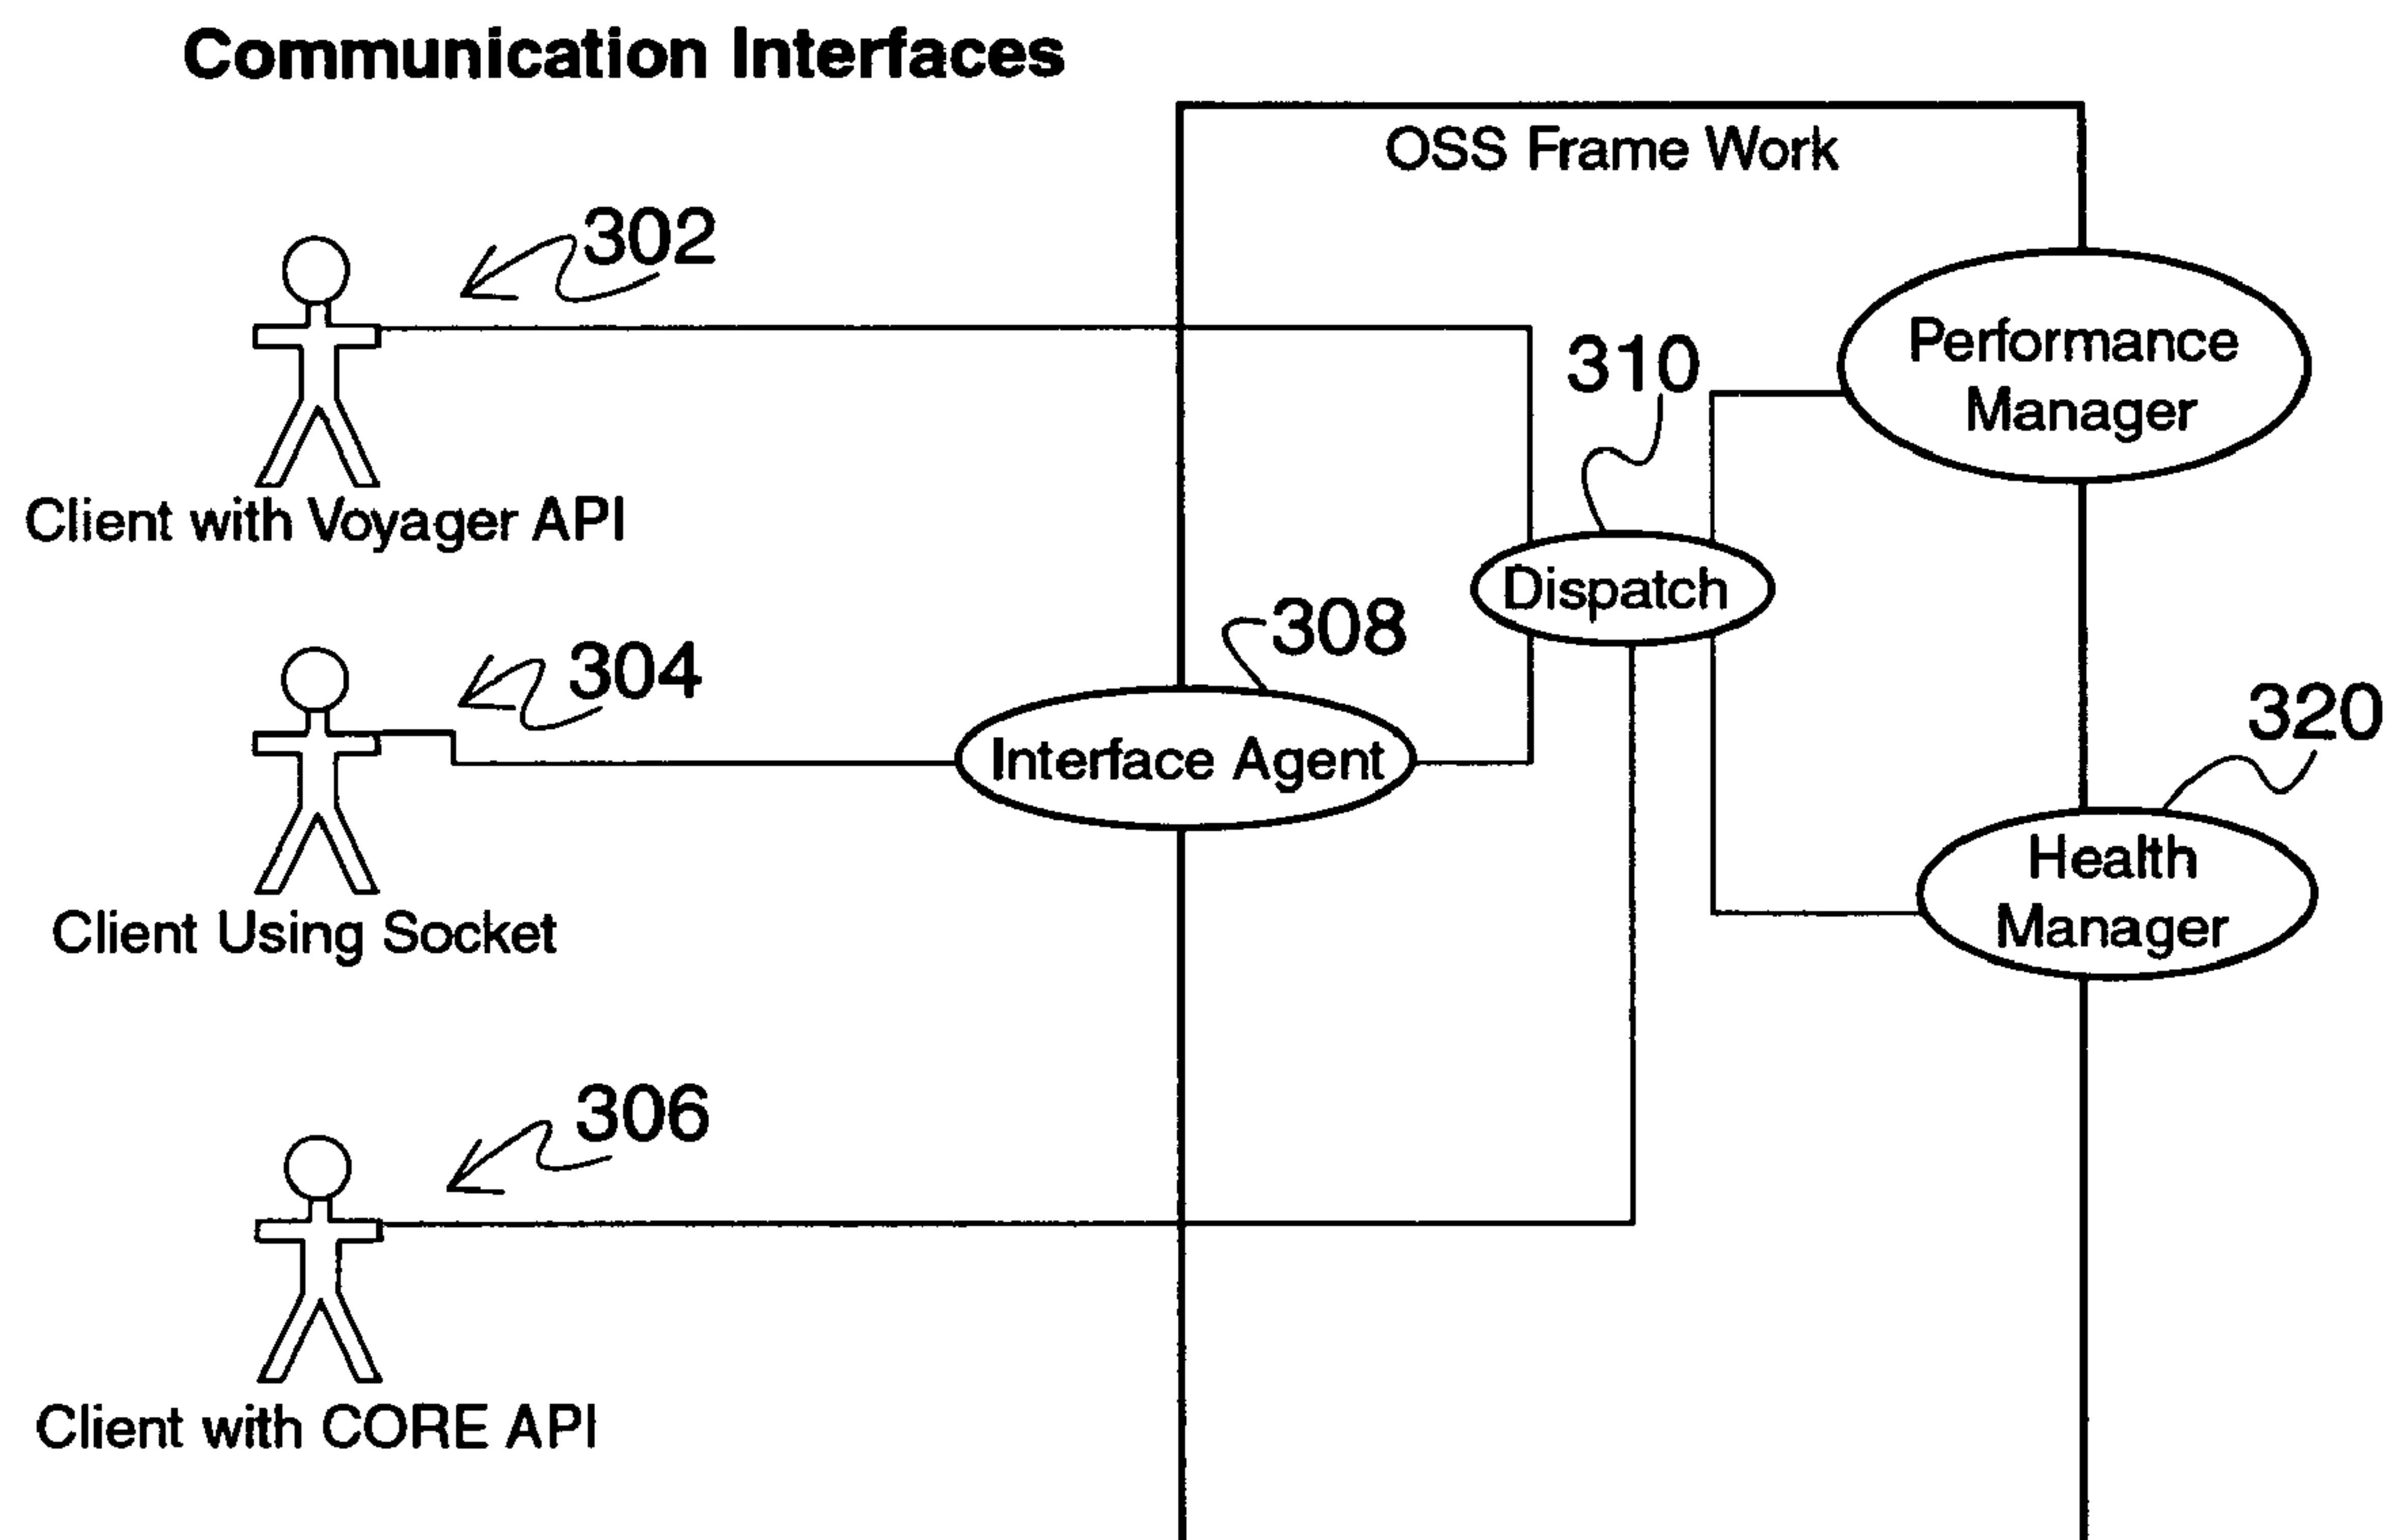 Communication Interfaces
OSS Frame Work
302
Client with Voyager API
310
Performance
Manager
Dispatch
304
Client Using Socket
308
Interface Agent
320
Health
Manager
306
Client with CORE API